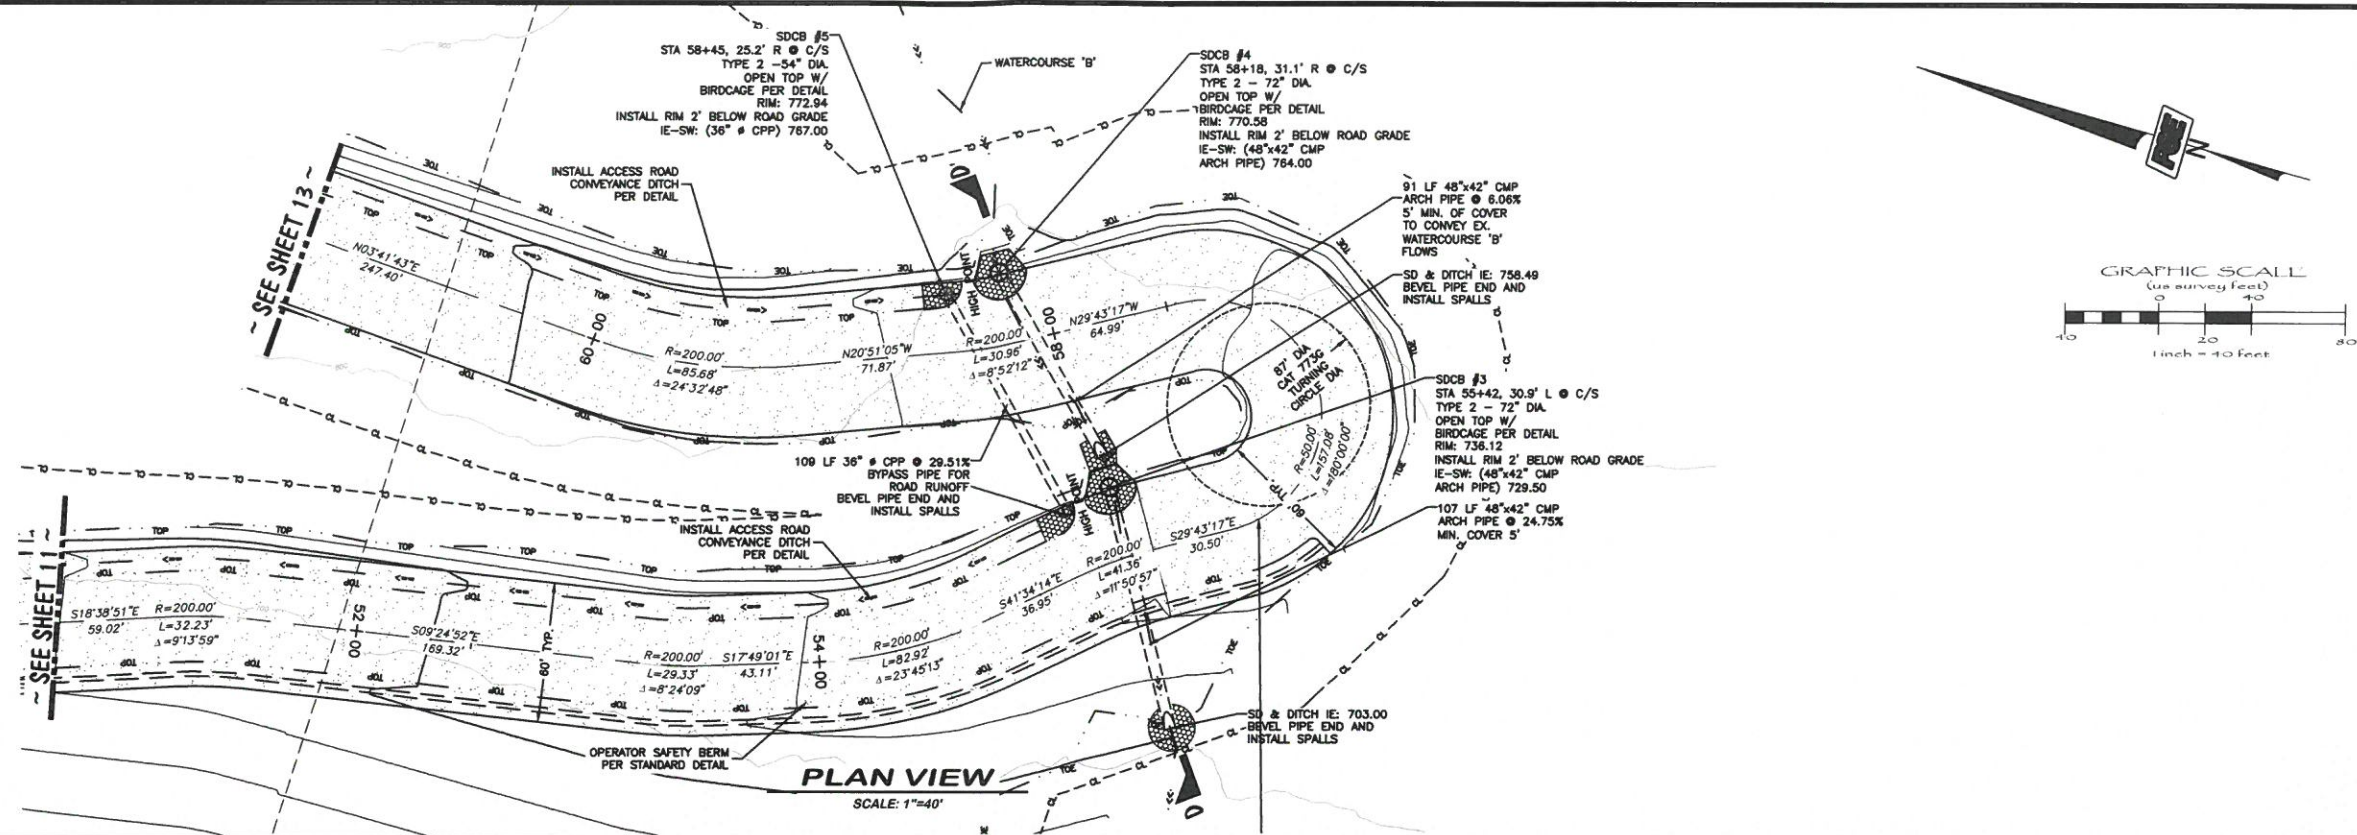 SDCB #5
STA 58+45, 25.2' R @ C/S
TYPE 2 -54" DIA.
OPEN TOP W/
BIRDCAGE PER DETAIL
RIM: 772.94
INSTALL RIM 2' BELOW ROAD GRADE
IE-SW: (36" ø CPP) 767.00
WATERCOURSE 'B'
SDCB #4
STA 58+18, 31.1' R @ C/S
TYPE 2 - 72" DIA.
OPEN TOP W/
BIRDCAGE PER DETAIL
RIM: 770.58
INSTALL RIM 2' BELOW ROAD GRADE
IE-SW: (48"x42" CMP
ARCH PIPE) 764.00
INSTALL ACCESS ROAD
CONVEYANCE DITCH
PER DETAIL
91 LF 48"x42" CMP
ARCH PIPE @ 6.06%
5' MIN. OF COVER
TO CONVEY EX.
WATERCOURSE 'B'
FLOWS
SD & DITCH IE: 758.49
BEVEL PIPE END AND
INSTALL SPALLS
GRAPHIC SCALE
(us survey feet)
0 40
40 20 80
1 inch = 40 feet
N
~ SEE SHEET 13 ~
N03°41'43"E
247.40'
60+00
R=200.00'
L=85.68'
Δ=24°32'48"
N20°51'05"W
71.87'
R=200.00'
L=30.96'
Δ=8°52'12"
58+00
N29°43'17"W
64.99'
HIGH POINT
D
87' DIA
CAT 773G
TURNING
CIRCLE DIA
R=50.00'
L=157.08'
Δ=180°00'00"
60' TYP.
SDCB #3
STA 55+42, 30.9' L @ C/S
TYPE 2 - 72" DIA.
OPEN TOP W/
BIRDCAGE PER DETAIL
RIM: 736.12
INSTALL RIM 2' BELOW ROAD GRADE
IE-SW: (48"x42" CMP
ARCH PIPE) 729.50
107 LF 48"x42" CMP
ARCH PIPE @ 24.75%
MIN. COVER 5'
109 LF 36" ø CPP @ 29.51%
BYPASS PIPE FOR
ROAD RUNOFF
BEVEL PIPE END AND
INSTALL SPALLS
INSTALL ACCESS ROAD
CONVEYANCE DITCH
PER DETAIL
HIGH POINT
~ SEE SHEET 11 ~
S18°38'51"E
59.02'
R=200.00'
L=32.23'
Δ=9°13'59"
52+00
S09°24'52"E
169.32'
60' TYP.
R=200.00'
L=29.33'
Δ=8°24'09"
S17°49'01"E
43.11'
54+00
R=200.00'
L=82.92'
Δ=23°45'13"
S41°34'14"E
36.95'
R=200.00'
L=41.36'
Δ=11°50'57"
S29°43'17"E
30.50'
OPERATOR SAFETY BERM
PER STANDARD DETAIL
SD & DITCH IE: 703.00
BEVEL PIPE END AND
INSTALL SPALLS
D
TOE
TOP
CL
PLAN VIEW
SCALE: 1"=40'